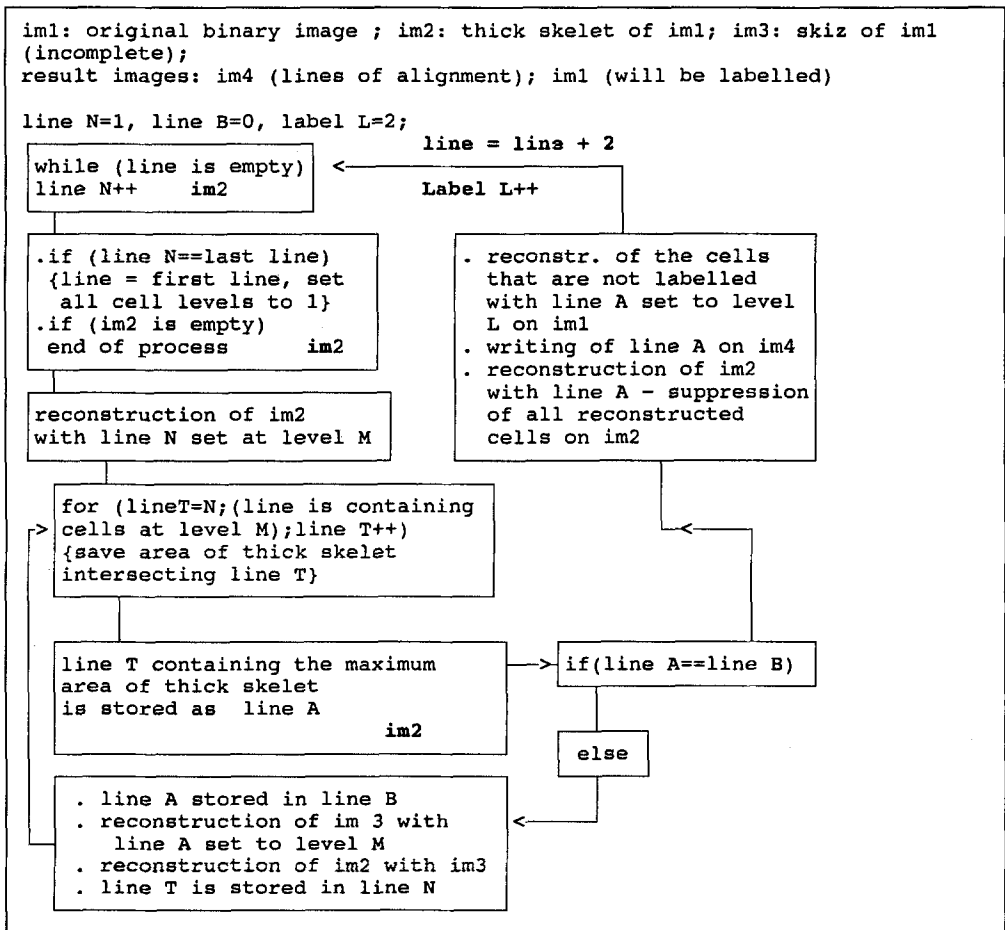 im1: original binary image ; im2: thick skelet of im1; im3: skiz of im1
(incomplete);
result images: im4 (lines of alignment); im1 (will be labelled)
line N=1, line B=0, label L=2;
line = line + 2
while (line is empty)
line N++ im2
<
Label L++
.if (line N==last line)
{line = first line, set
all cell levels to 1}
.if (im2 is empty)
end of process im2
. reconstr. of the cells
that are not labelled
with line A set to level
L on im1
. writing of line A on im4
. reconstruction of im2
with line A - suppression
of all reconstructed
cells on im2
reconstruction of im2
with line N set at level M
for (lineT=N;(line is containing
cells at level M);line T++)
{save area of thick skelet
intersecting line T}
>
<
line T containing the maximum
area of thick skelet
is stored as line A
im2
>
if(line A==line B)
else
. line A stored in line B
. reconstruction of im 3 with
line A set to level M
. reconstruction of im2 with im3
. line T is stored in line N
<